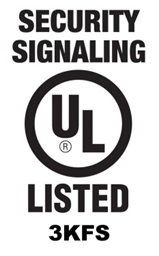 SECURITY
SIGNALING
UL
®
LISTED
3KFS